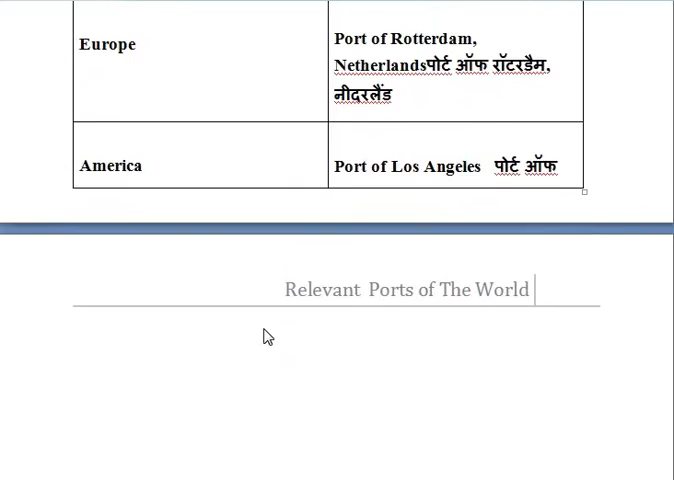 Europe
Port of Rotterdam,
Netherlandsपोर्ट ऑफ रॉटरडैम,
नीदरलैंड
America
Port of Los Angeles पोर्ट ऑफ
Relevant Ports of The World